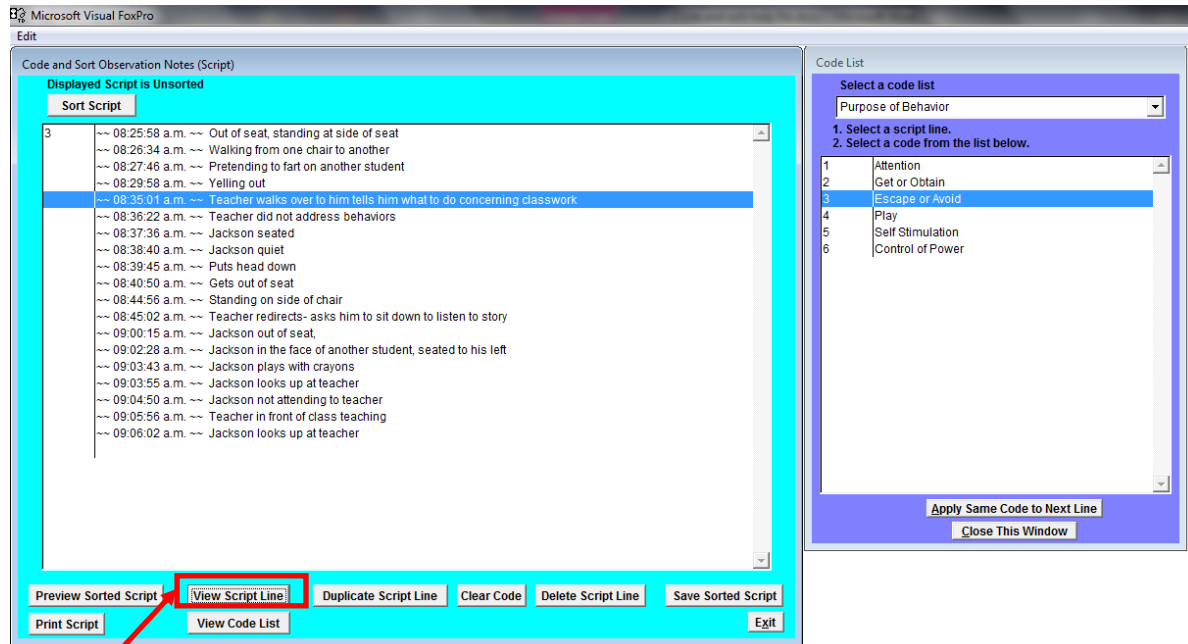 Microsoft Visual FoxPro
Edit
Code and Sort Observation Notes (Script)
Displayed Script is Unsorted
Sort Script
3 ~~ 08:25:58 a.m. ~~ Out of seat, standing at side of seat
~~ 08:26:34 a.m. ~~ Walking from one chair to another
~~ 08:27:46 a.m. ~~ Pretending to fart on another student
~~ 08:29:58 a.m. ~~ Yelling out
~~ 08:35:01 a.m. ~~ Teacher walks over to him tells him what to do concerning classwork
~~ 08:36:22 a.m. ~~ Teacher did not address behaviors
~~ 08:37:36 a.m. ~~ Jackson seated
~~ 08:38:40 a.m. ~~ Jackson quiet
~~ 08:39:45 a.m. ~~ Puts head down
~~ 08:40:50 a.m. ~~ Gets out of seat
~~ 08:44:56 a.m. ~~ Standing on side of chair
~~ 08:45:02 a.m. ~~ Teacher redirects- asks him to sit down to listen to story
~~ 09:00:15 a.m. ~~ Jackson out of seat,
~~ 09:02:28 a.m. ~~ Jackson in the face of another student, seated to his left
~~ 09:03:43 a.m. ~~ Jackson plays with crayons
~~ 09:03:55 a.m. ~~ Jackson looks up at teacher
~~ 09:04:50 a.m. ~~ Jackson not attending to teacher
~~ 09:05:56 a.m. ~~ Teacher in front of class teaching
~~ 09:06:02 a.m. ~~ Jackson looks up at teacher
Preview Sorted Script View Script Line Duplicate Script Line Clear Code Delete Script Line Save Sorted Script
Print Script View Code List Exit
Code List
Select a code list
Purpose of Behavior
1. Select a script line.
2. Select a code from the list below.
1 Attention
2 Get or Obtain
3 Escape or Avoid
4 Play
5 Self Stimulation
6 Control of Power
Apply Same Code to Next Line
Close This Window